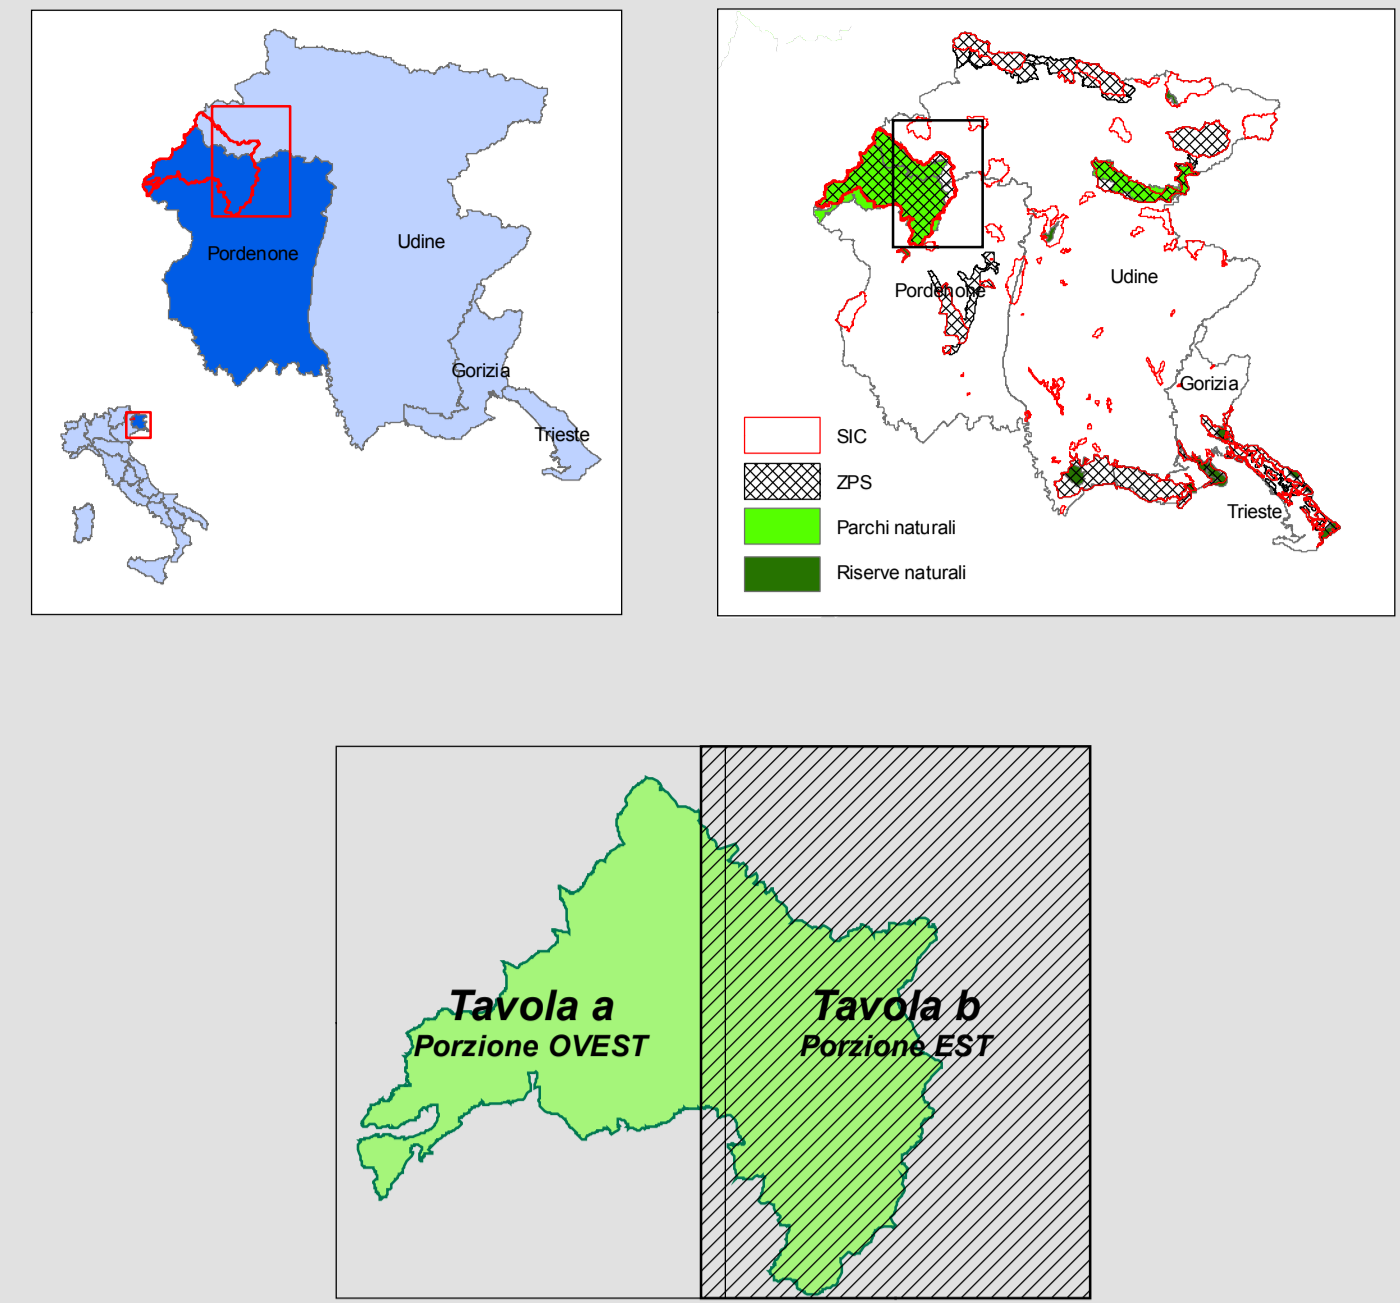 Pordenone
Udine
Gorizia
Trieste
Pordenone
Udine
Gorizia
Trieste
SIC
ZPS
Parchi naturali
Riserve naturali
Tavola a
Porzione OVEST
Tavola b
Porzione EST